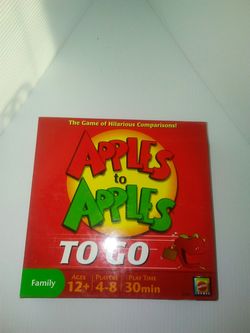 The Game of Hilarious Comparisons!
APPLES
to
APPLES
TO GO
Family
AGES PLAYERS PLAY TIME
12+ 4-8 30min